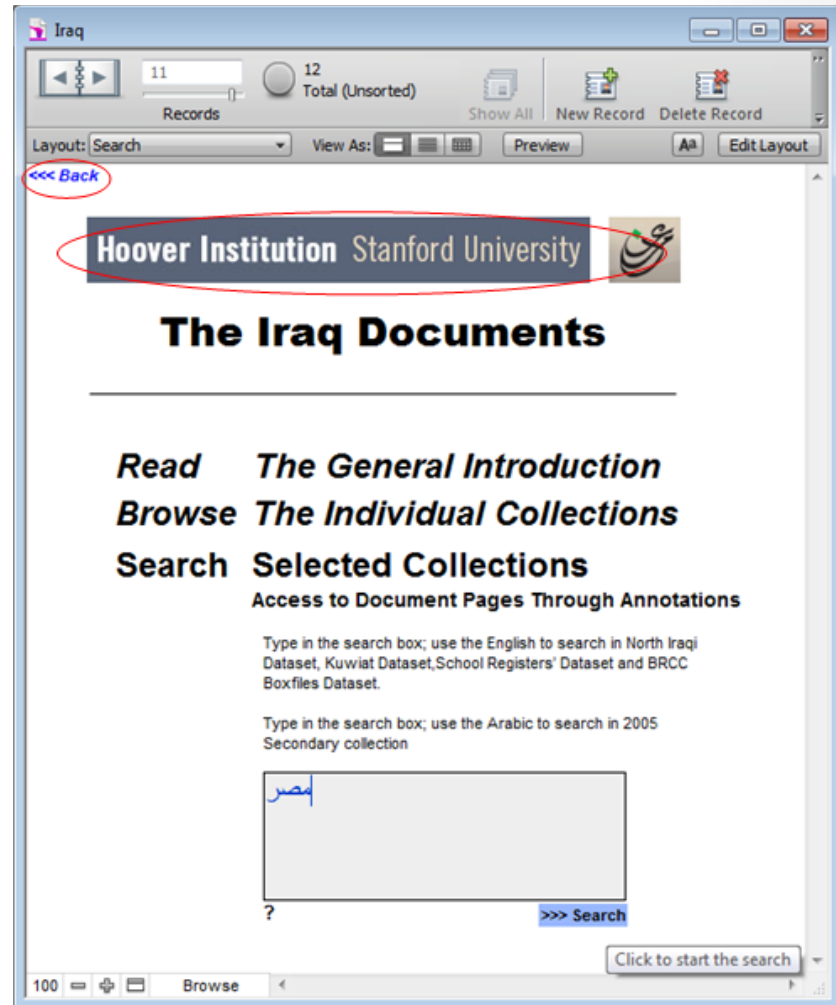 Iraq
11
12
Total (Unsorted)
Records
Show All
New Record
Delete Record
Layout: Search
View As:
Preview
Aa
Edit Layout
<<< Back
Hoover Institution Stanford University
The Iraq Documents
Read The General Introduction
Browse The Individual Collections
Search Selected Collections
Access to Document Pages Through Annotations
Type in the search box; use the English to search in North Iraqi
Dataset, Kuwiat Dataset,School Registers' Dataset and BRCC
Boxfiles Dataset.
Type in the search box; use the Arabic to search in 2005
Secondary collection
مصر
?
>>> Search
Click to start the search
100
Browse